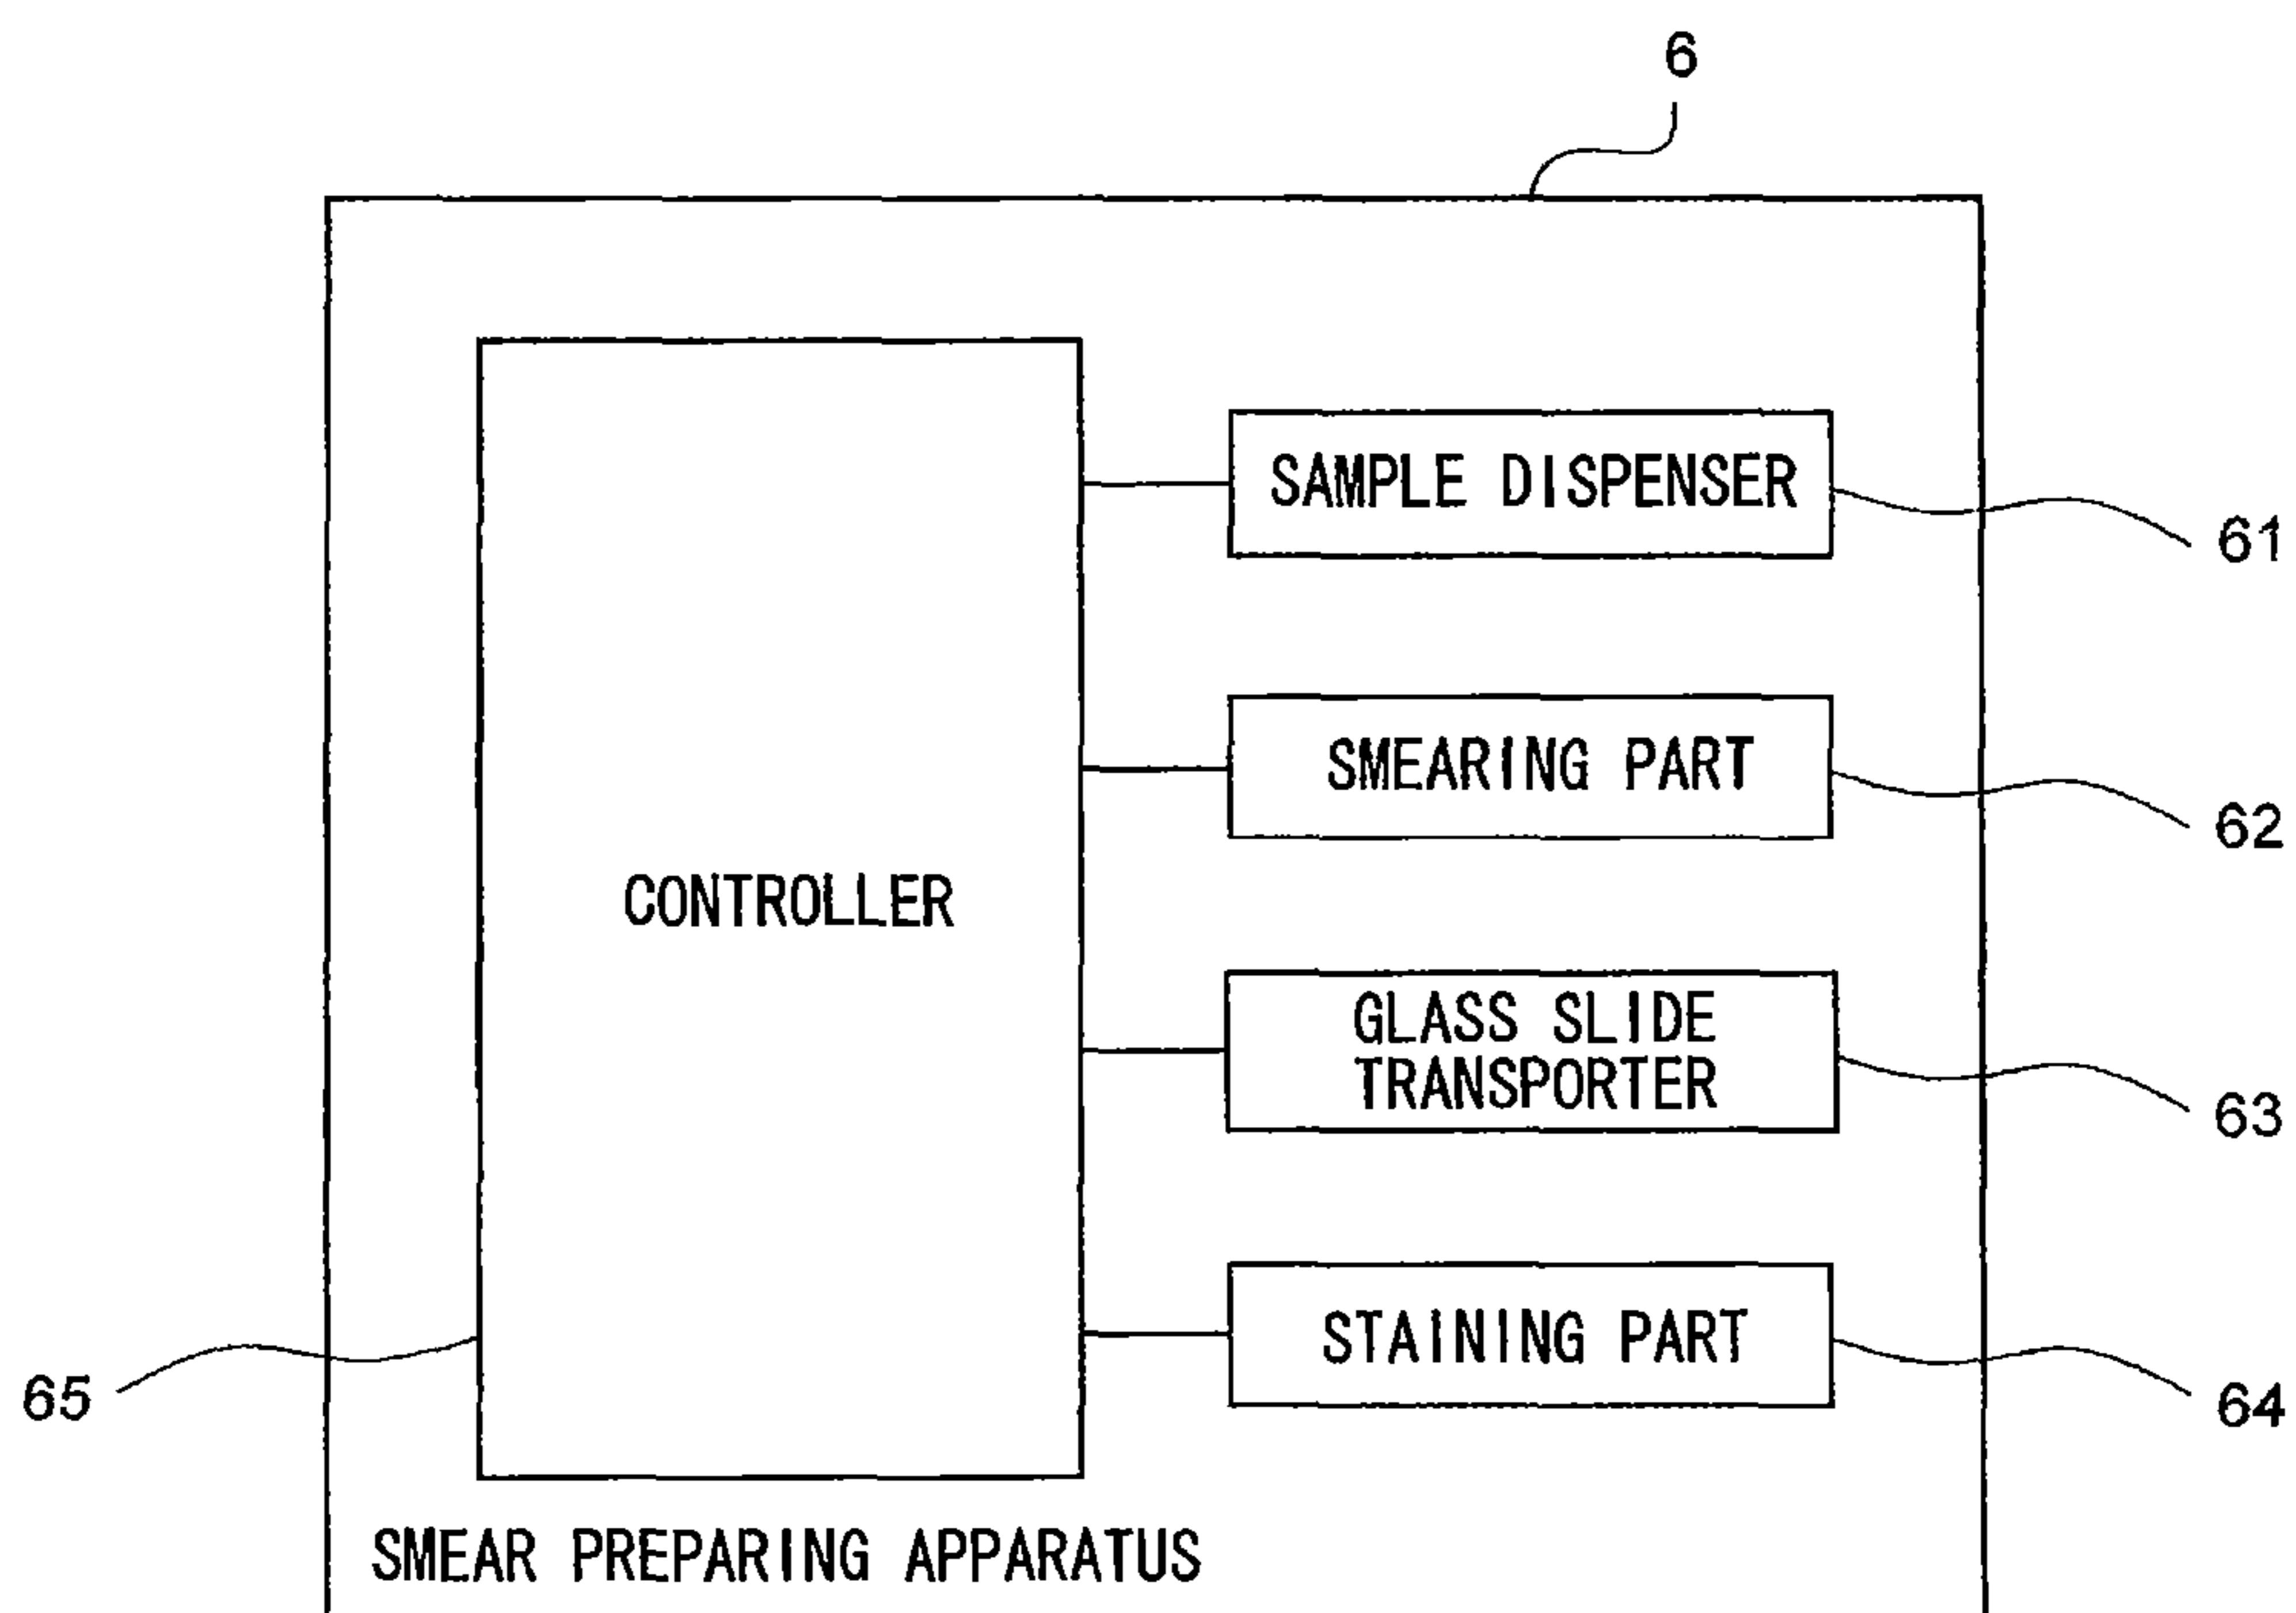 6
SAMPLE DISPENSER
61
SMEARING PART
62
CONTROLLER
GLASS SLIDE
TRANSPORTER
63
STAINING PART
65
64
SMEAR PREPARING APPARATUS